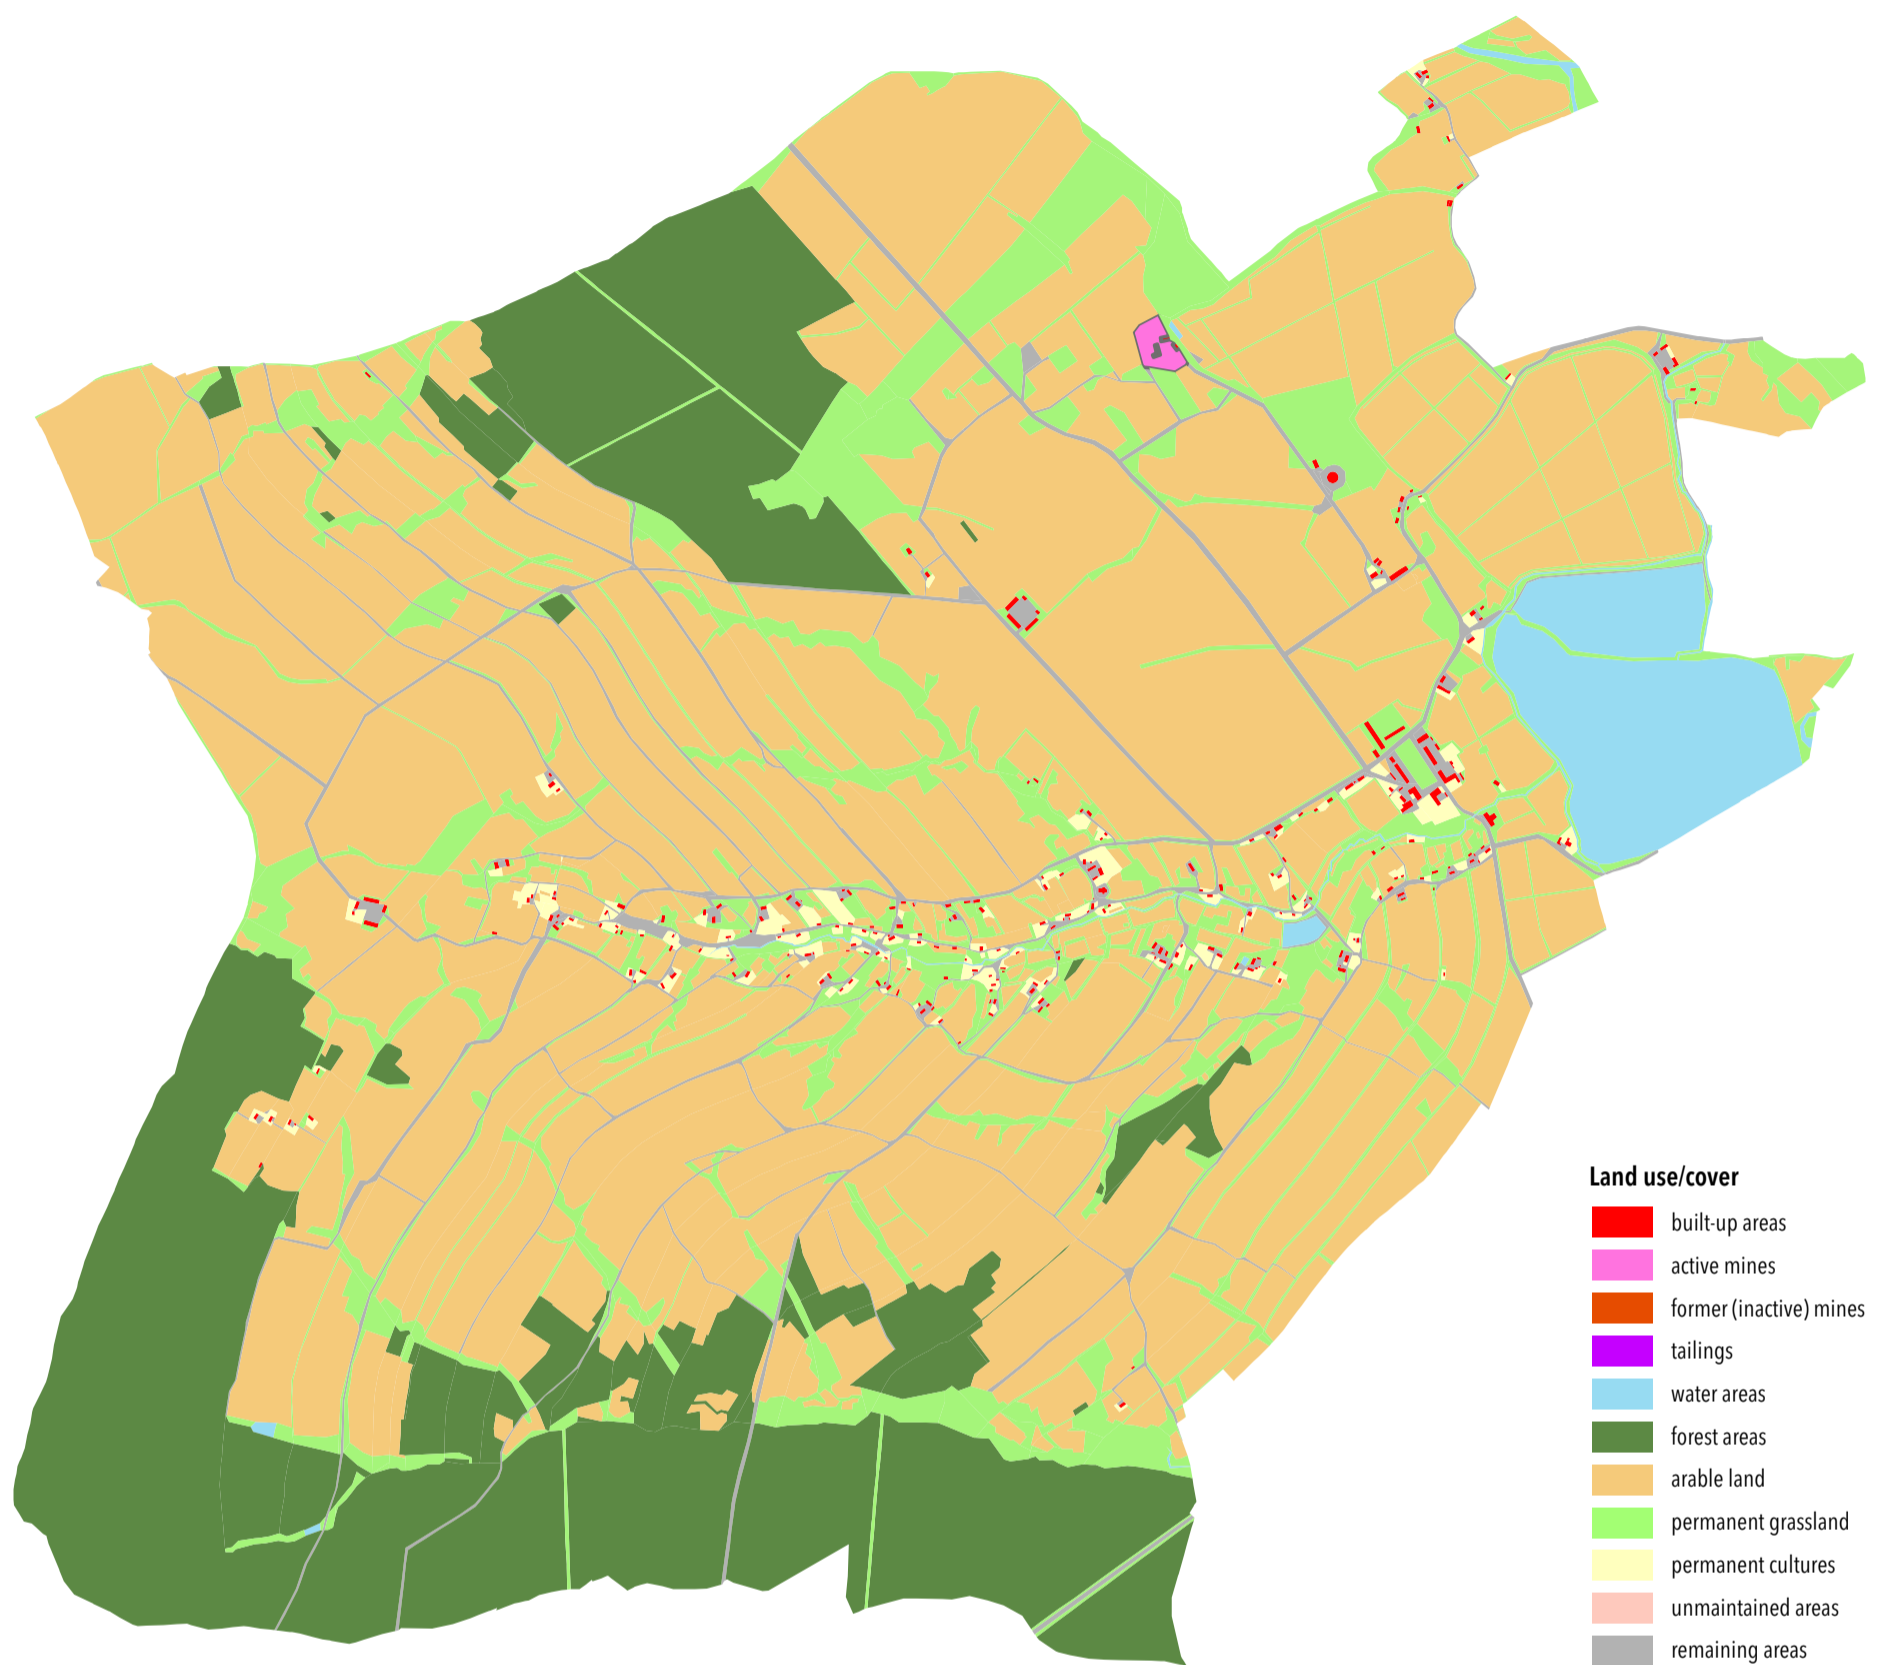 Land use/cover
built-up areas
active mines
former (inactive) mines
tailings
water areas
forest areas
arable land
permanent grassland
permanent cultures
unmaintained areas
remaining areas